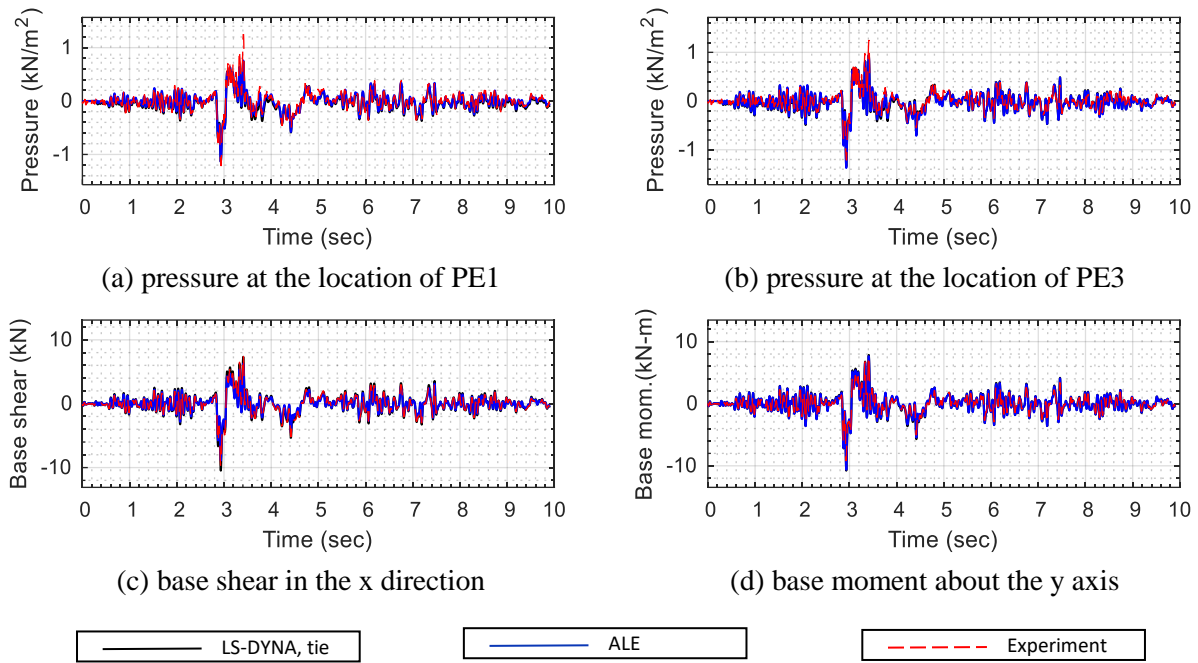 Pressure (kN/m²)
1
0
-1
0 1 2 3 4 5 6 7 8 9 10
Time (sec)
(a) pressure at the location of PE1
Pressure (kN/m²)
1
0
-1
0 1 2 3 4 5 6 7 8 9 10
Time (sec)
(b) pressure at the location of PE3
Base shear (kN)
10
0
-10
0 1 2 3 4 5 6 7 8 9 10
Time (sec)
(c) base shear in the x direction
Base mom.(kN-m)
10
0
-10
0 1 2 3 4 5 6 7 8 9 10
Time (sec)
(d) base moment about the y axis
LS-DYNA, tie
ALE
Experiment